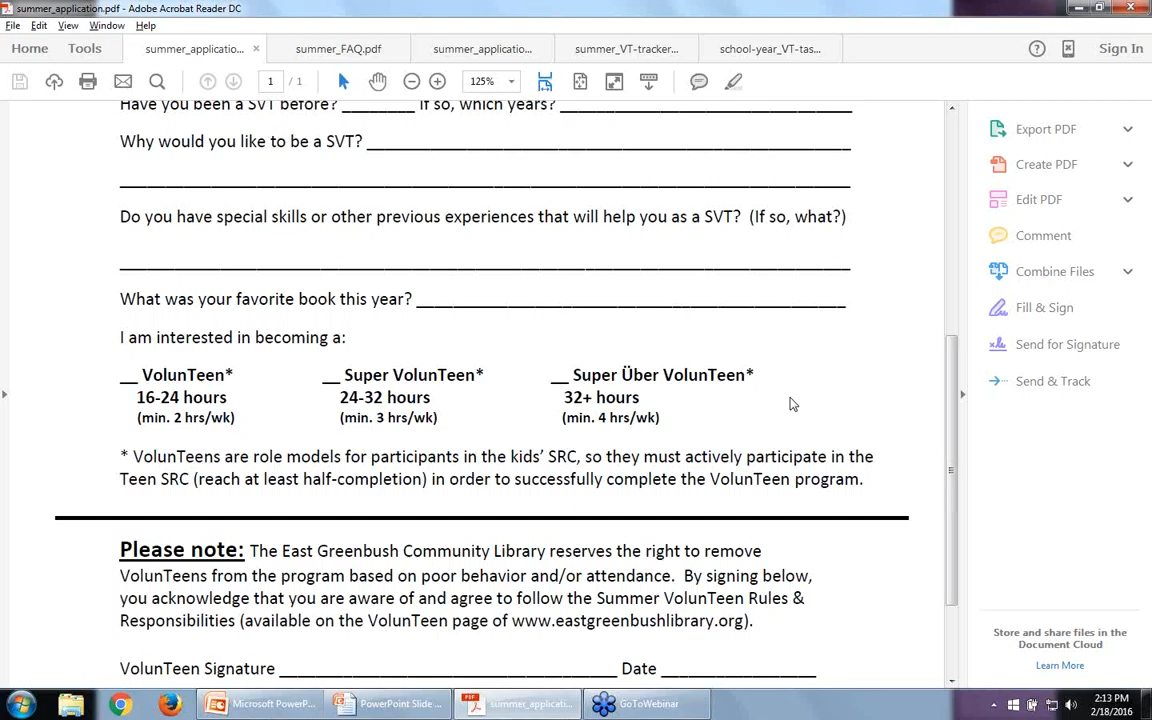 summer_application.pdf - Adobe Acrobat Reader DC
File Edit View Window Help
Home Tools summer_applicatio... × summer_FAQ.pdf summer_applicatio... summer_VT-tracker... school-year_VT-tas... Sign In
1 / 1 125%
Have you been a SVT before? ________ If so, which years? ________________________________
Why would you like to be a SVT? _____________________________________________________
________________________________________________________________________________
Do you have special skills or other previous experiences that will help you as a SVT? (If so, what?)
________________________________________________________________________________
What was your favorite book this year? _______________________________________________
I am interested in becoming a:
__ VolunTeen* __ Super VolunTeen* __ Super Über VolunTeen*
16-24 hours 24-32 hours 32+ hours
(min. 2 hrs/wk) (min. 3 hrs/wk) (min. 4 hrs/wk)
* VolunTeens are role models for participants in the kids' SRC, so they must actively participate in the
Teen SRC (reach at least half-completion) in order to successfully complete the VolunTeen program.
Please note: The East Greenbush Community Library reserves the right to remove
VolunTeens from the program based on poor behavior and/or attendance. By signing below,
you acknowledge that you are aware of and agree to follow the Summer VolunTeen Rules &
Responsibilities (available on the VolunTeen page of www.eastgreenbushlibrary.org).
VolunTeen Signature _____________________________________ Date _________________
Export PDF
Create PDF
Edit PDF
Comment
Combine Files
Fill & Sign
Send for Signature
Send & Track
Store and share files in the
Document Cloud
Learn More
Microsoft PowerP... PowerPoint Slide ... summer_applicati... GoToWebinar
2:13 PM
2/18/2016